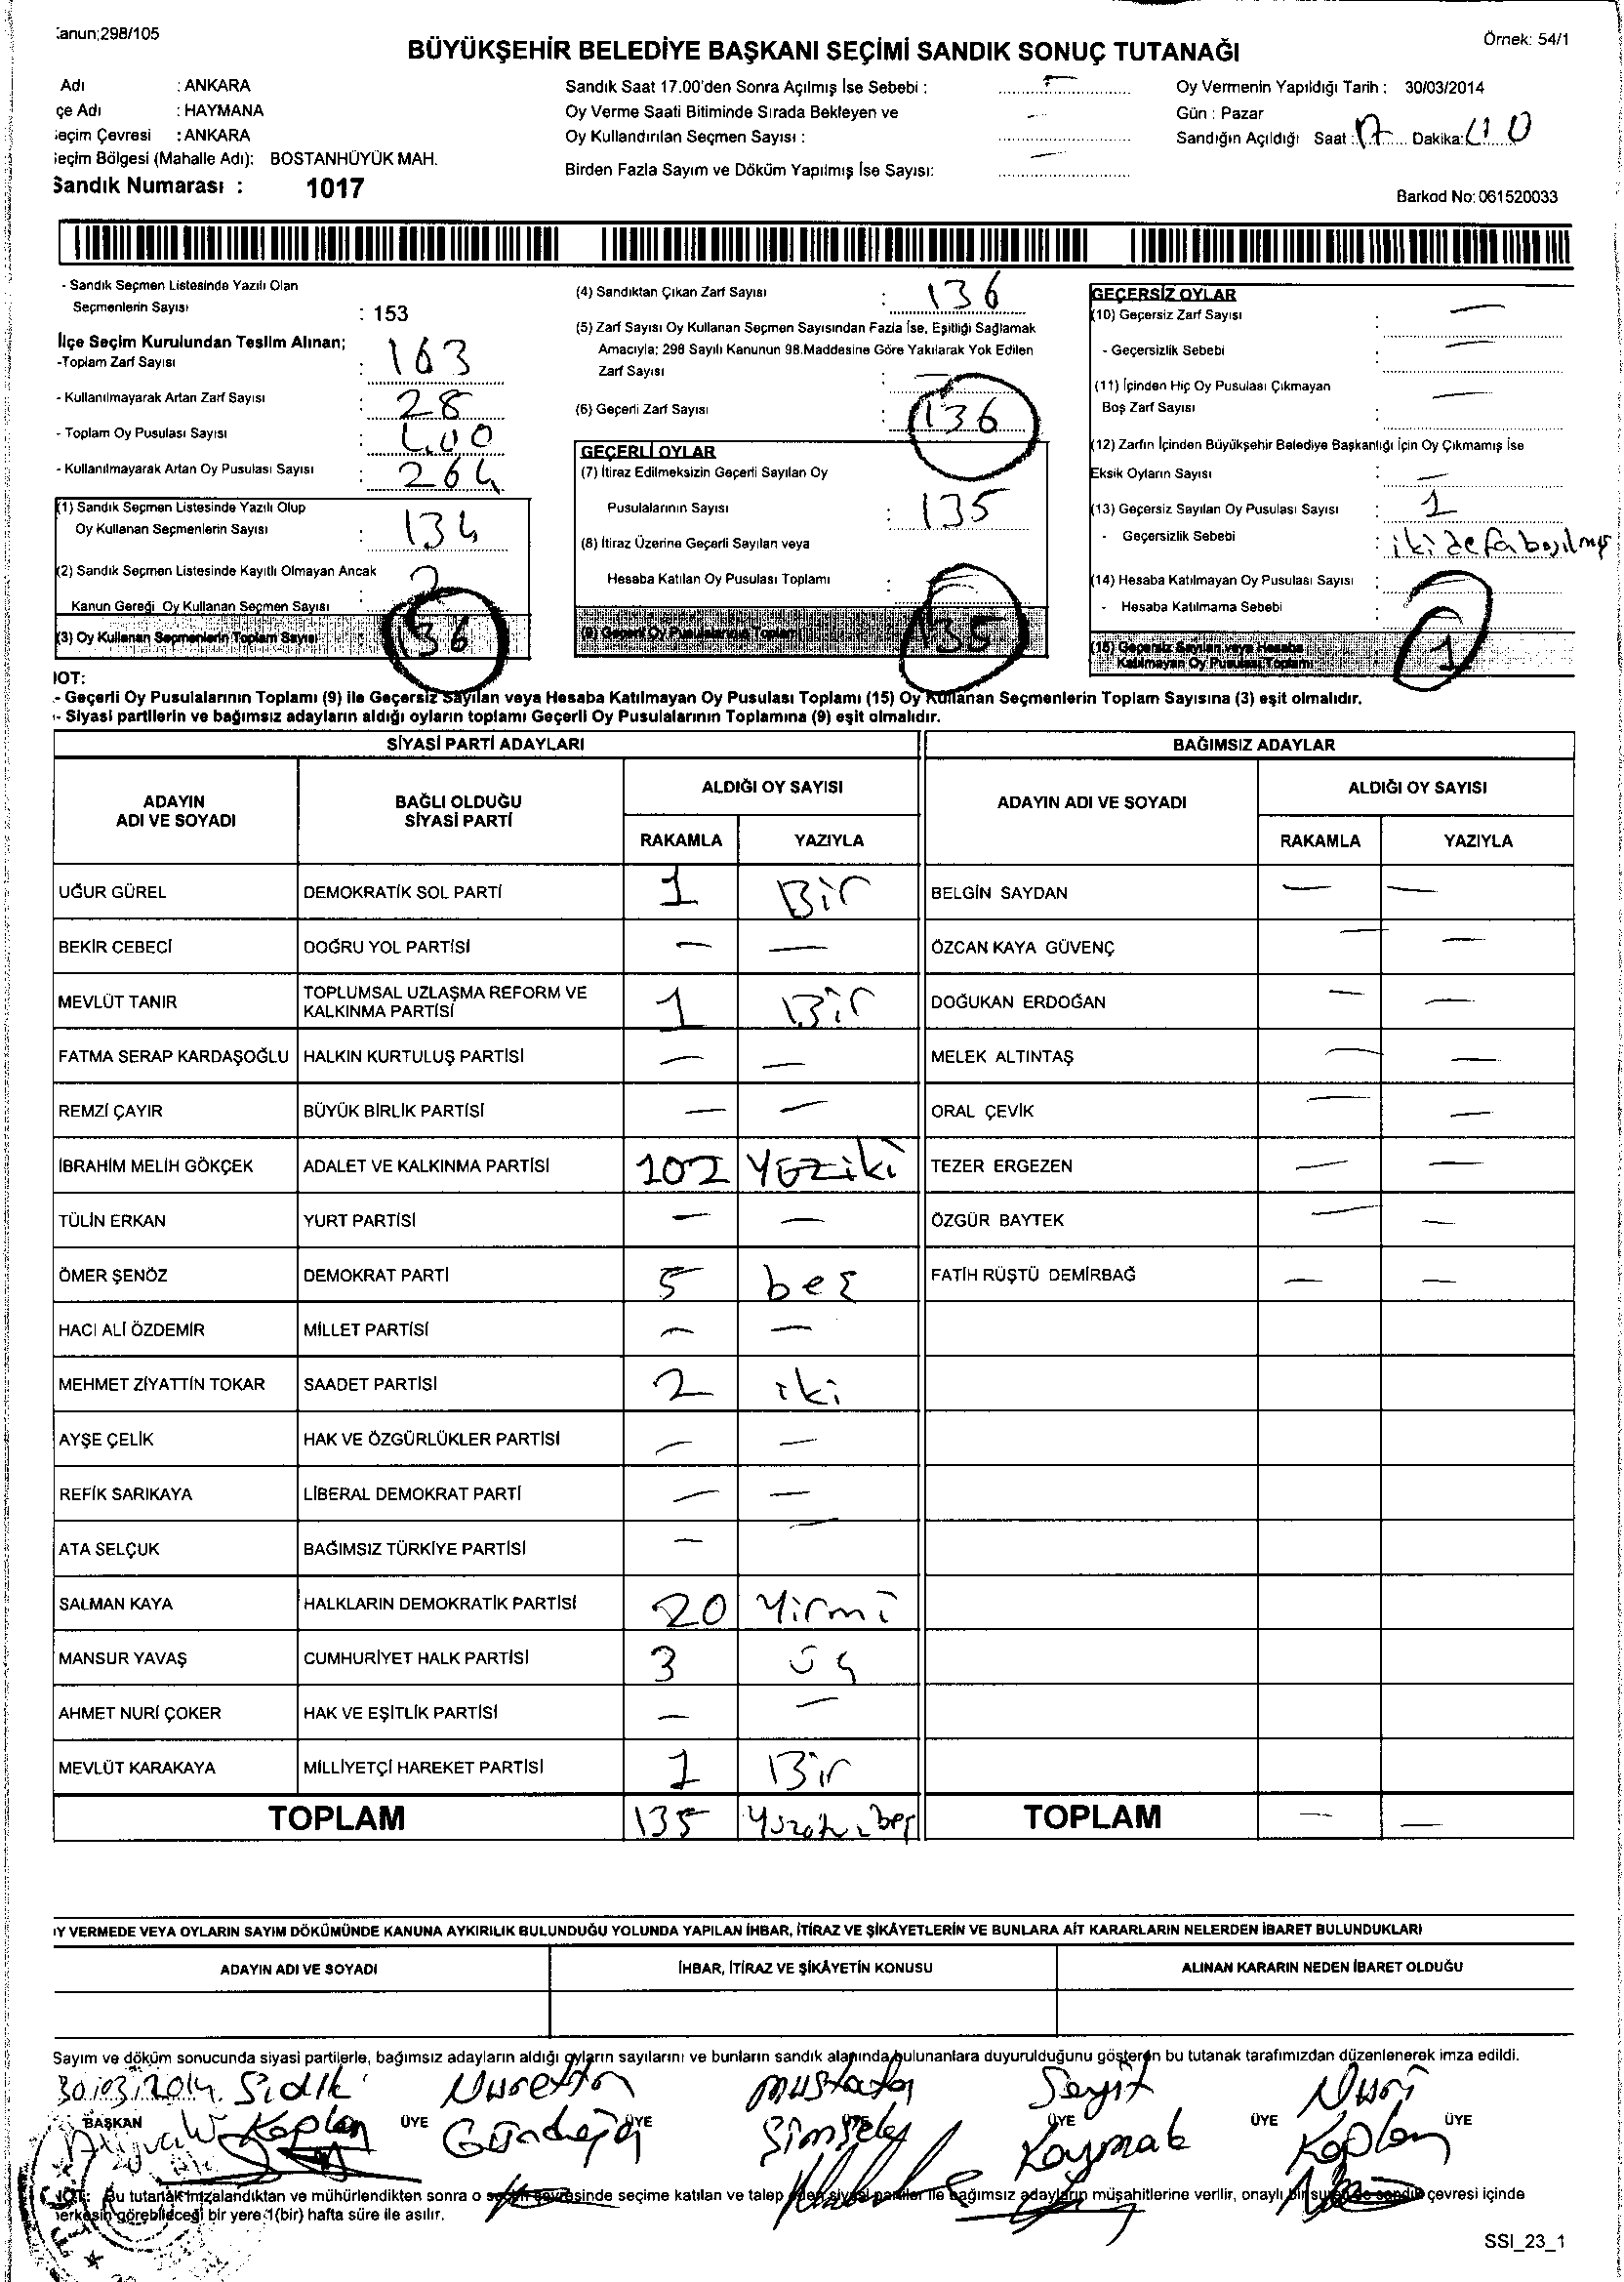 Kanun;298/105
Örnek: 54/1
BÜYÜKŞEHİR BELEDİYE BAŞKANI SEÇİMİ SANDIK SONUÇ TUTANAĞI
Adı : ANKARA
çe Adı : HAYMANA
eçim Çevresi : ANKARA
eçim Bölgesi (Mahalle Adı): BOSTANHÜYÜK MAH.
Sandık Numarası : 1017
Sandık Saat 17.00'den Sonra Açılmış İse Sebebi :
Oy Verme Saati Bitiminde Sırada Bekleyen ve
Oy Kullandırılan Seçmen Sayısı :
Birden Fazla Sayım ve Döküm Yapılmış İse Sayısı:
Oy Vermenin Yapıldığı Tarih : 30/03/2014
Gün : Pazar
Sandığın Açıldığı Saat : 17 Dakika:
Barkod No: 061520033
- Sandık Seçmen Listesinde Yazılı Olan
Seçmenlerin Sayısı : 153
İlçe Seçim Kurulundan Teslim Alınan;
-Toplam Zarf Sayısı : 163
- Kullanılmayarak Artan Zarf Sayısı : 28
- Toplam Oy Pusulası Sayısı : 400
- Kullanılmayarak Artan Oy Pusulası Sayısı : 264
(1) Sandık Seçmen Listesinde Yazılı Olup
Oy Kullanan Seçmenlerin Sayısı : 134
(2) Sandık Seçmen Listesinde Kayıtlı Olmayan Ancak
Kanun Gereği Oy Kullanan Seçmen Sayısı : 2
(3) Oy Kullanan Seçmenlerin Toplam Sayısı 136
(4) Sandıktan Çıkan Zarf Sayısı : 136
(5) Zarf Sayısı Oy Kullanan Seçmen Sayısından Fazla İse, Eşitliği Sağlamak
Amacıyla; 298 Sayılı Kanunun 98.Maddesine Göre Yakılarak Yok Edilen
Zarf Sayısı :
(6) Geçerli Zarf Sayısı : 136
GEÇERLİ OYLAR
(7) İtiraz Edilmeksizin Geçerli Sayılan Oy
Pusulalarının Sayısı : 135
(8) İtiraz Üzerine Geçerli Sayılan veya
Hesaba Katılan Oy Pusulası Toplamı :
(9) Geçerli Oy Pusulalarının Toplamı 135
GEÇERSİZ OYLAR
(10) Geçersiz Zarf Sayısı :
- Geçersizlik Sebebi :
(11) İçinden Hiç Oy Pusulası Çıkmayan
Boş Zarf Sayısı :
(12) Zarfın İçinden Büyükşehir Belediye Başkanlığı İçin Oy Çıkmamış İse
Eksik Oyların Sayısı :
(13) Geçersiz Sayılan Oy Pusulası Sayısı : 1
- Geçersizlik Sebebi : iki defa basılmış
(14) Hesaba Katılmayan Oy Pusulası Sayısı :
- Hesaba Katılmama Sebebi :
(15) Geçersiz Sayılan veya Hesaba
Katılmayan Oy Pusulası Toplamı 1
NOT:
- Geçerli Oy Pusulalarının Toplamı (9) ile Geçersiz Sayılan veya Hesaba Katılmayan Oy Pusulası Toplamı (15) Oy Kullanan Seçmenlerin Toplam Sayısına (3) eşit olmalıdır.
- Siyasi partilerin ve bağımsız adayların aldığı oyların toplamı Geçerli Oy Pusulalarının Toplamına (9) eşit olmalıdır.
SİYASİ PARTİ ADAYLARI
ADAYIN ADI VE SOYADI BAĞLI OLDUĞU SİYASİ PARTİ ALDIĞI OY SAYISI
RAKAMLA YAZIYLA
UĞUR GÜREL DEMOKRATİK SOL PARTİ 1 Bir
BEKİR CEBECİ DOĞRU YOL PARTİSİ — —
MEVLÜT TANIR TOPLUMSAL UZLAŞMA REFORM VE KALKINMA PARTİSİ 1 Bir
FATMA SERAP KARDAŞOĞLU HALKIN KURTULUŞ PARTİSİ — —
REMZİ ÇAYIR BÜYÜK BİRLİK PARTİSİ — —
İBRAHİM MELİH GÖKÇEK ADALET VE KALKINMA PARTİSİ 102 Yüziki
TÜLİN ERKAN YURT PARTİSİ — —
ÖMER ŞENÖZ DEMOKRAT PARTİ 5 beş
HACI ALİ ÖZDEMİR MİLLET PARTİSİ — —
MEHMET ZİYATTİN TOKAR SAADET PARTİSİ 2 iki
AYŞE ÇELİK HAK VE ÖZGÜRLÜKLER PARTİSİ — —
REFİK SARIKAYA LİBERAL DEMOKRAT PARTİ — —
ATA SELÇUK BAĞIMSIZ TÜRKİYE PARTİSİ — —
SALMAN KAYA HALKLARIN DEMOKRATİK PARTİSİ 20 Yirmi
MANSUR YAVAŞ CUMHURİYET HALK PARTİSİ 3 üç
AHMET NURİ ÇOKER HAK VE EŞİTLİK PARTİSİ — —
MEVLÜT KARAKAYA MİLLİYETÇİ HAREKET PARTİSİ 1 Bir
TOPLAM 135 Yüzotuzbeş
BAĞIMSIZ ADAYLAR
ADAYIN ADI VE SOYADI ALDIĞI OY SAYISI
RAKAMLA YAZIYLA
BELGİN SAYDAN — —
ÖZCAN KAYA GÜVENÇ — —
DOĞUKAN ERDOĞAN — —
MELEK ALTINTAŞ — —
ORAL ÇEVİK — —
TEZER ERGEZEN — —
ÖZGÜR BAYTEK — —
FATİH RÜŞTÜ DEMİRBAĞ — —
TOPLAM — —
OY VERMEDE VEYA OYLARIN SAYIM DÖKÜMÜNDE KANUNA AYKIRILIK BULUNDUĞU YOLUNDA YAPILAN İHBAR, İTİRAZ VE ŞİKÂYETLERİN VE BUNLARA AİT KARARLARIN NELERDEN İBARET BULUNDUKLARI
ADAYIN ADI VE SOYADI İHBAR, İTİRAZ VE ŞİKÂYETİN KONUSU ALINAN KARARIN NEDEN İBARET OLDUĞU
Sayım ve döküm sonucunda siyasi partilerle, bağımsız adayların aldığı oyların sayılarını ve bunların sandık alanında bulunanlara duyurulduğunu gösteren bu tutanak tarafımızdan düzenlenerek imza edildi.
30.03.2014 Sıdık Nurettin Mustafa Seyit Nuri
BAŞKAN ÜYE ÜYE ÜYE ÜYE ÜYE
Kaplan Şimşek Kaymak Kaplan
NOT: Bu tutanak imzalandıktan ve mühürlendikten sonra o seçim çevresinde seçime katılan ve talep eden siyasi partiler ile bağımsız adayların müşahitlerine verilir, onaylı bir sureti de sandık çevresi içinde
herkesin görebileceği bir yere 1(bir) hafta süre ile asılır.
SSI_23_1